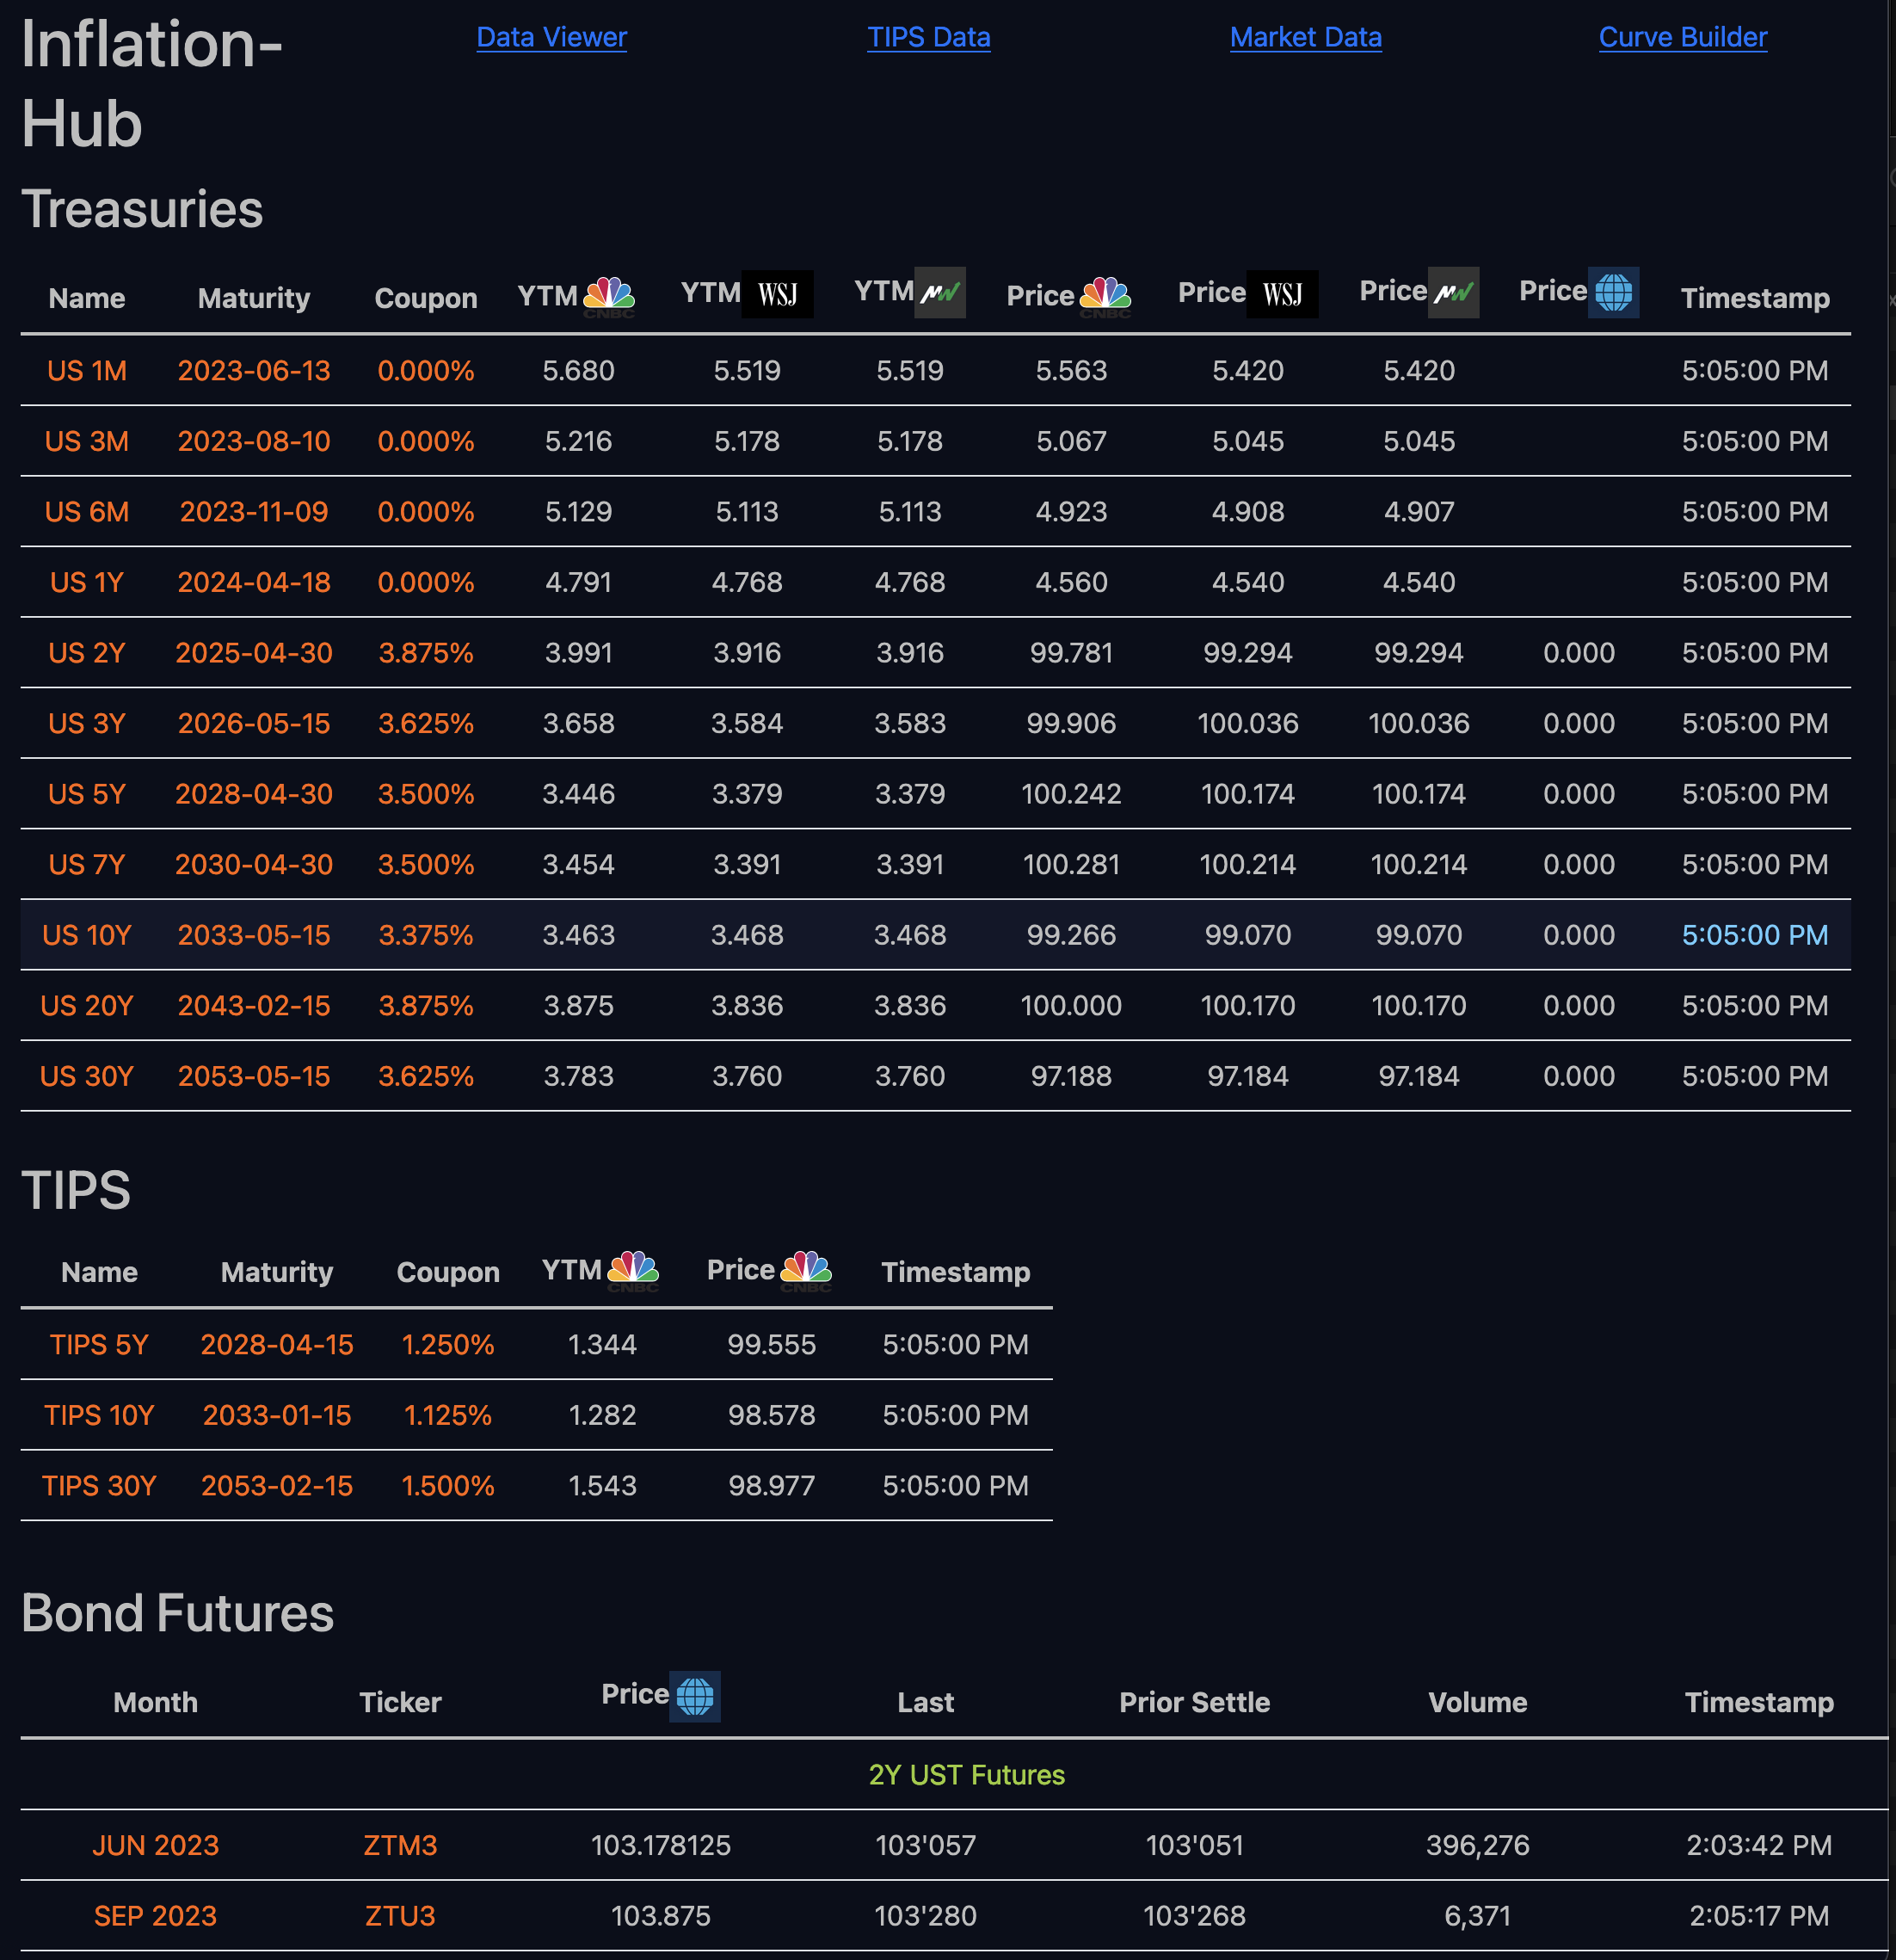 Inflation-
Hub
Data Viewer TIPS Data Market Data Curve Builder
Treasuries
Name Maturity Coupon YTM CNBC YTM WSJ YTM MW Price CNBC Price WSJ Price MW Price Timestamp
US 1M 2023-06-13 0.000% 5.680 5.519 5.519 5.563 5.420 5.420 5:05:00 PM
US 3M 2023-08-10 0.000% 5.216 5.178 5.178 5.067 5.045 5.045 5:05:00 PM
US 6M 2023-11-09 0.000% 5.129 5.113 5.113 4.923 4.908 4.907 5:05:00 PM
US 1Y 2024-04-18 0.000% 4.791 4.768 4.768 4.560 4.540 4.540 5:05:00 PM
US 2Y 2025-04-30 3.875% 3.991 3.916 3.916 99.781 99.294 99.294 0.000 5:05:00 PM
US 3Y 2026-05-15 3.625% 3.658 3.584 3.583 99.906 100.036 100.036 0.000 5:05:00 PM
US 5Y 2028-04-30 3.500% 3.446 3.379 3.379 100.242 100.174 100.174 0.000 5:05:00 PM
US 7Y 2030-04-30 3.500% 3.454 3.391 3.391 100.281 100.214 100.214 0.000 5:05:00 PM
US 10Y 2033-05-15 3.375% 3.463 3.468 3.468 99.266 99.070 99.070 0.000 5:05:00 PM
US 20Y 2043-02-15 3.875% 3.875 3.836 3.836 100.000 100.170 100.170 0.000 5:05:00 PM
US 30Y 2053-05-15 3.625% 3.783 3.760 3.760 97.188 97.184 97.184 0.000 5:05:00 PM
TIPS
Name Maturity Coupon YTM CNBC Price CNBC Timestamp
TIPS 5Y 2028-04-15 1.250% 1.344 99.555 5:05:00 PM
TIPS 10Y 2033-01-15 1.125% 1.282 98.578 5:05:00 PM
TIPS 30Y 2053-02-15 1.500% 1.543 98.977 5:05:00 PM
Bond Futures
Month Ticker Price Last Prior Settle Volume Timestamp
2Y UST Futures
JUN 2023 ZTM3 103.178125 103'057 103'051 396,276 2:03:42 PM
SEP 2023 ZTU3 103.875 103'280 103'268 6,371 2:05:17 PM